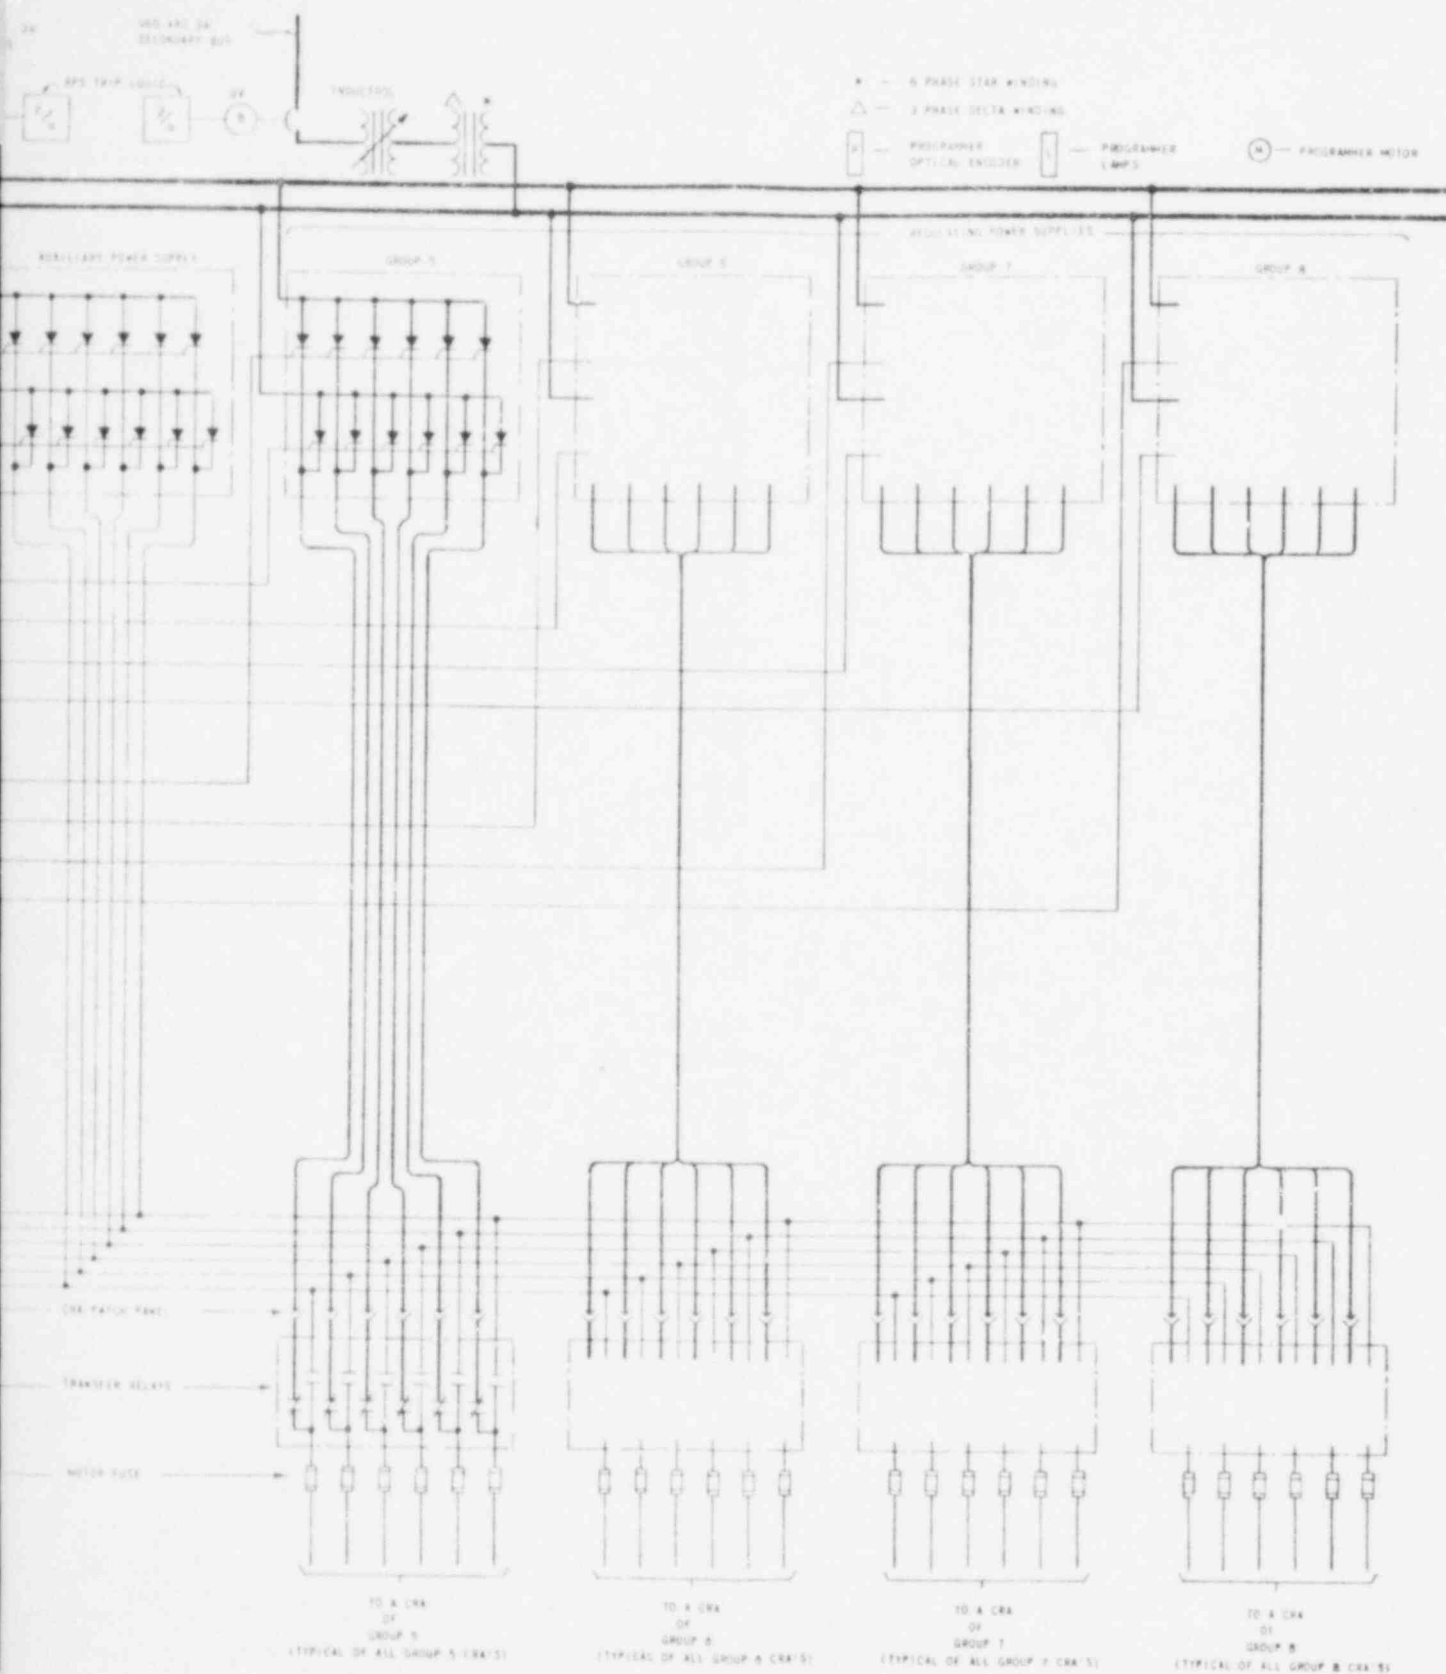 SECONDARY BUS
RPS TRIP LOGIC
UV
INDUCTROL
* - 6 PHASE STAR WINDING
△ - 3 PHASE DELTA WINDING
P - PROGRAMMER
OPTICAL ENCODER
L - PROGRAMMER
LAMPS
M - PROGRAMMER MOTOR
REGULATING POWER SUPPLIES
AUXILIARY POWER SUPPLY
GROUP 5
GROUP 6
GROUP 7
GROUP 8
CRA PATCH PANEL
TRANSFER RELAYS
MOTOR FUSE
TO A CRA
OF
GROUP 5
(TYPICAL OF ALL GROUP 5 CRA'S)
TO A CRA
OF
GROUP 6
(TYPICAL OF ALL GROUP 6 CRA'S)
TO A CRA
OF
GROUP 7
(TYPICAL OF ALL GROUP 7 CRA'S)
TO A CRA
OF
GROUP 8
(TYPICAL OF ALL GROUP 8 CRA'S)